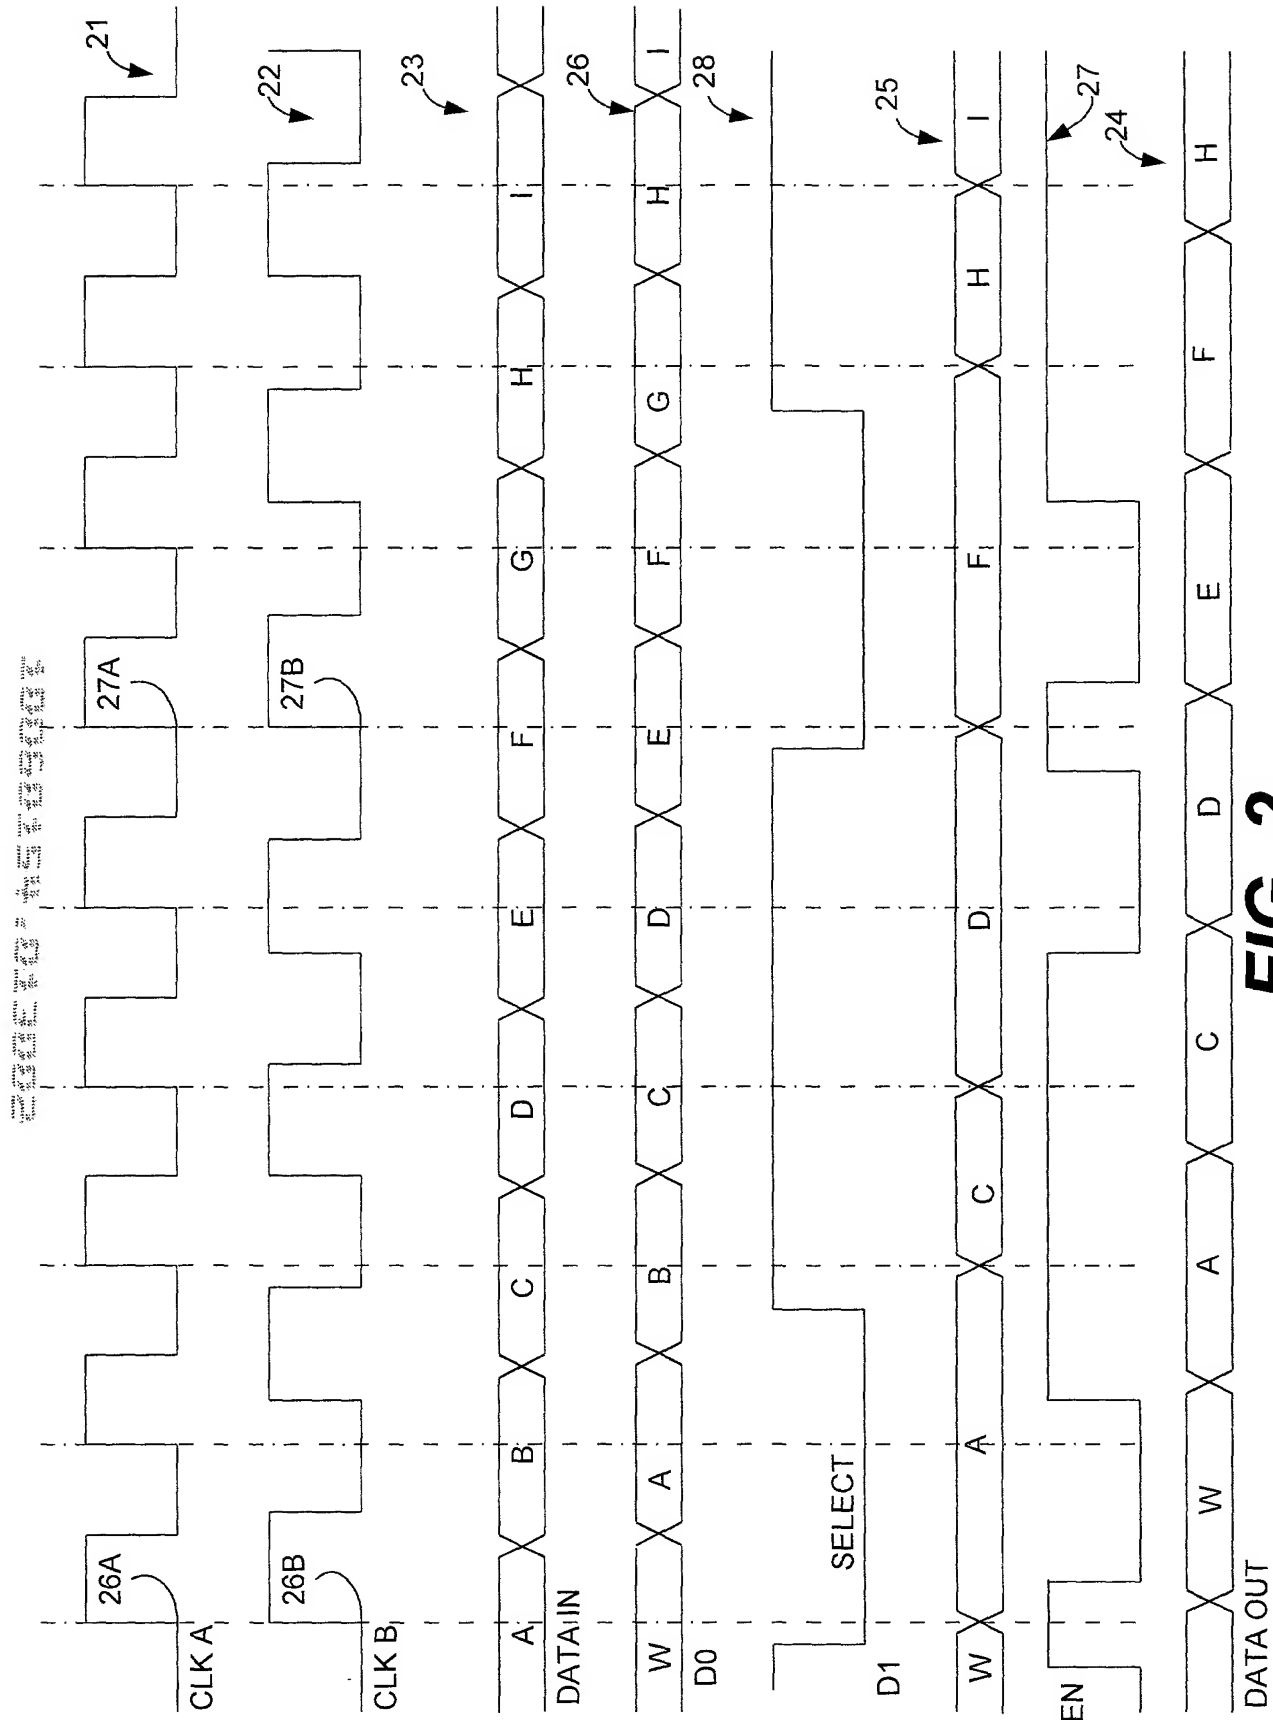 CLK A
26A
27A
21
CLK B
26B
27B
22
DATA IN
A B C D E F G H I
23
D0
W A B C D E F G H I
26
SELECT
28
D1
W A C D F H I
25
EN
27
DATA OUT
W A C D E F H
24
FIG. 2